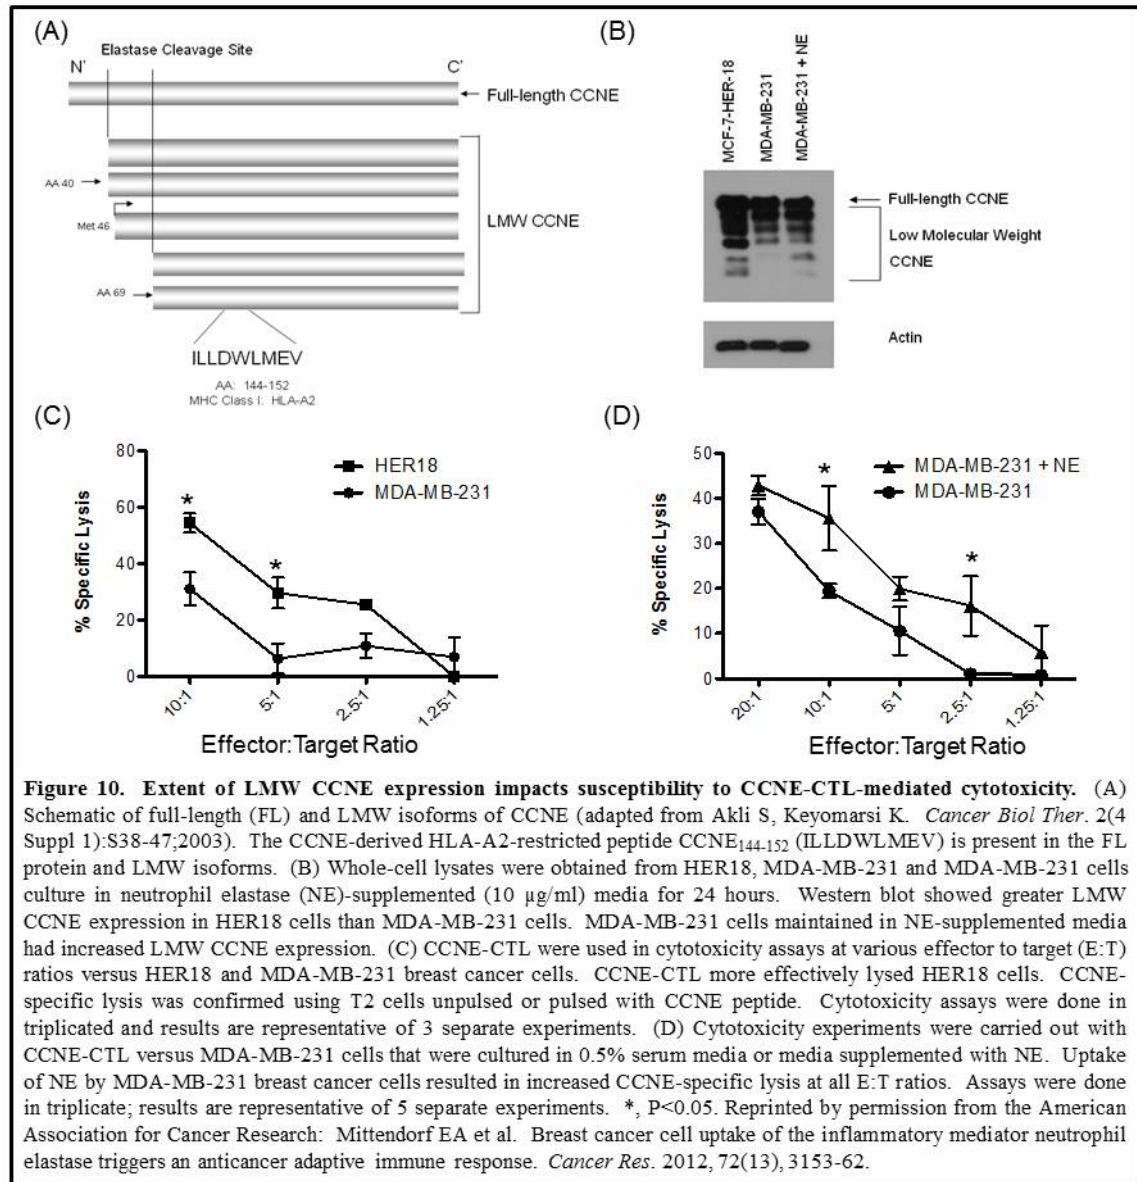 (A)
Elastase Cleavage Site
N'
C'
Full-length CCNE
AA 40
Met 46
LMW CCNE
AA 69
ILLDWLMEV
AA: 144-152
MHC Class I: HLA-A2
(B)
MCF-7-HER-18
MDA-MB-231
MDA-MB-231 + NE
Full-length CCNE
Low Molecular Weight
CCNE
Actin
(C)
80
60
40
20
0
% Specific Lysis
HER18
MDA-MB-231
*
*
10:1
5:1
2.5:1
1.25:1
Effector:Target Ratio
(D)
50
40
30
20
10
0
% Specific Lysis
MDA-MB-231 + NE
MDA-MB-231
*
*
20:1
10:1
5:1
2.5:1
1.25:1
Effector:Target Ratio
Figure 10. Extent of LMW CCNE expression impacts susceptibility to CCNE-CTL-mediated cytotoxicity. (A)
Schematic of full-length (FL) and LMW isoforms of CCNE (adapted from Akli S, Keyomarsi K. Cancer Biol Ther. 2(4
Suppl 1):S38-47;2003). The CCNE-derived HLA-A2-restricted peptide CCNE144-152 (ILLDWLMEV) is present in the FL
protein and LMW isoforms. (B) Whole-cell lysates were obtained from HER18, MDA-MB-231 and MDA-MB-231 cells
culture in neutrophil elastase (NE)-supplemented (10 µg/ml) media for 24 hours. Western blot showed greater LMW
CCNE expression in HER18 cells than MDA-MB-231 cells. MDA-MB-231 cells maintained in NE-supplemented media
had increased LMW CCNE expression. (C) CCNE-CTL were used in cytotoxicity assays at various effector to target (E:T)
ratios versus HER18 and MDA-MB-231 breast cancer cells. CCNE-CTL more effectively lysed HER18 cells. CCNE-
specific lysis was confirmed using T2 cells unpulsed or pulsed with CCNE peptide. Cytotoxicity assays were done in
triplicated and results are representative of 3 separate experiments. (D) Cytotoxicity experiments were carried out with
CCNE-CTL versus MDA-MB-231 cells that were cultured in 0.5% serum media or media supplemented with NE. Uptake
of NE by MDA-MB-231 breast cancer cells resulted in increased CCNE-specific lysis at all E:T ratios. Assays were done
in triplicate; results are representative of 5 separate experiments. *, P<0.05. Reprinted by permission from the American
Association for Cancer Research: Mittendorf EA et al. Breast cancer cell uptake of the inflammatory mediator neutrophil
elastase triggers an anticancer adaptive immune response. Cancer Res. 2012, 72(13), 3153-62.